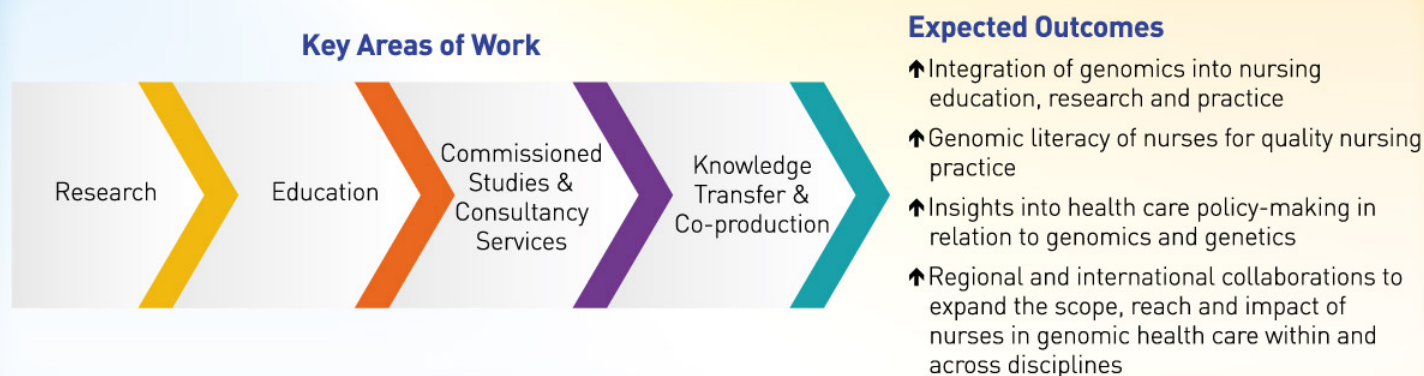 Key Areas of Work
Research
Education
Commissioned
Studies &
Consultancy
Services
Knowledge
Transfer &
Co-production
Expected Outcomes
↑Integration of genomics into nursing
education, research and practice
↑Genomic literacy of nurses for quality nursing
practice
↑Insights into health care policy-making in
relation to genomics and genetics
↑Regional and international collaborations to
expand the scope, reach and impact of
nurses in genomic health care within and
across disciplines